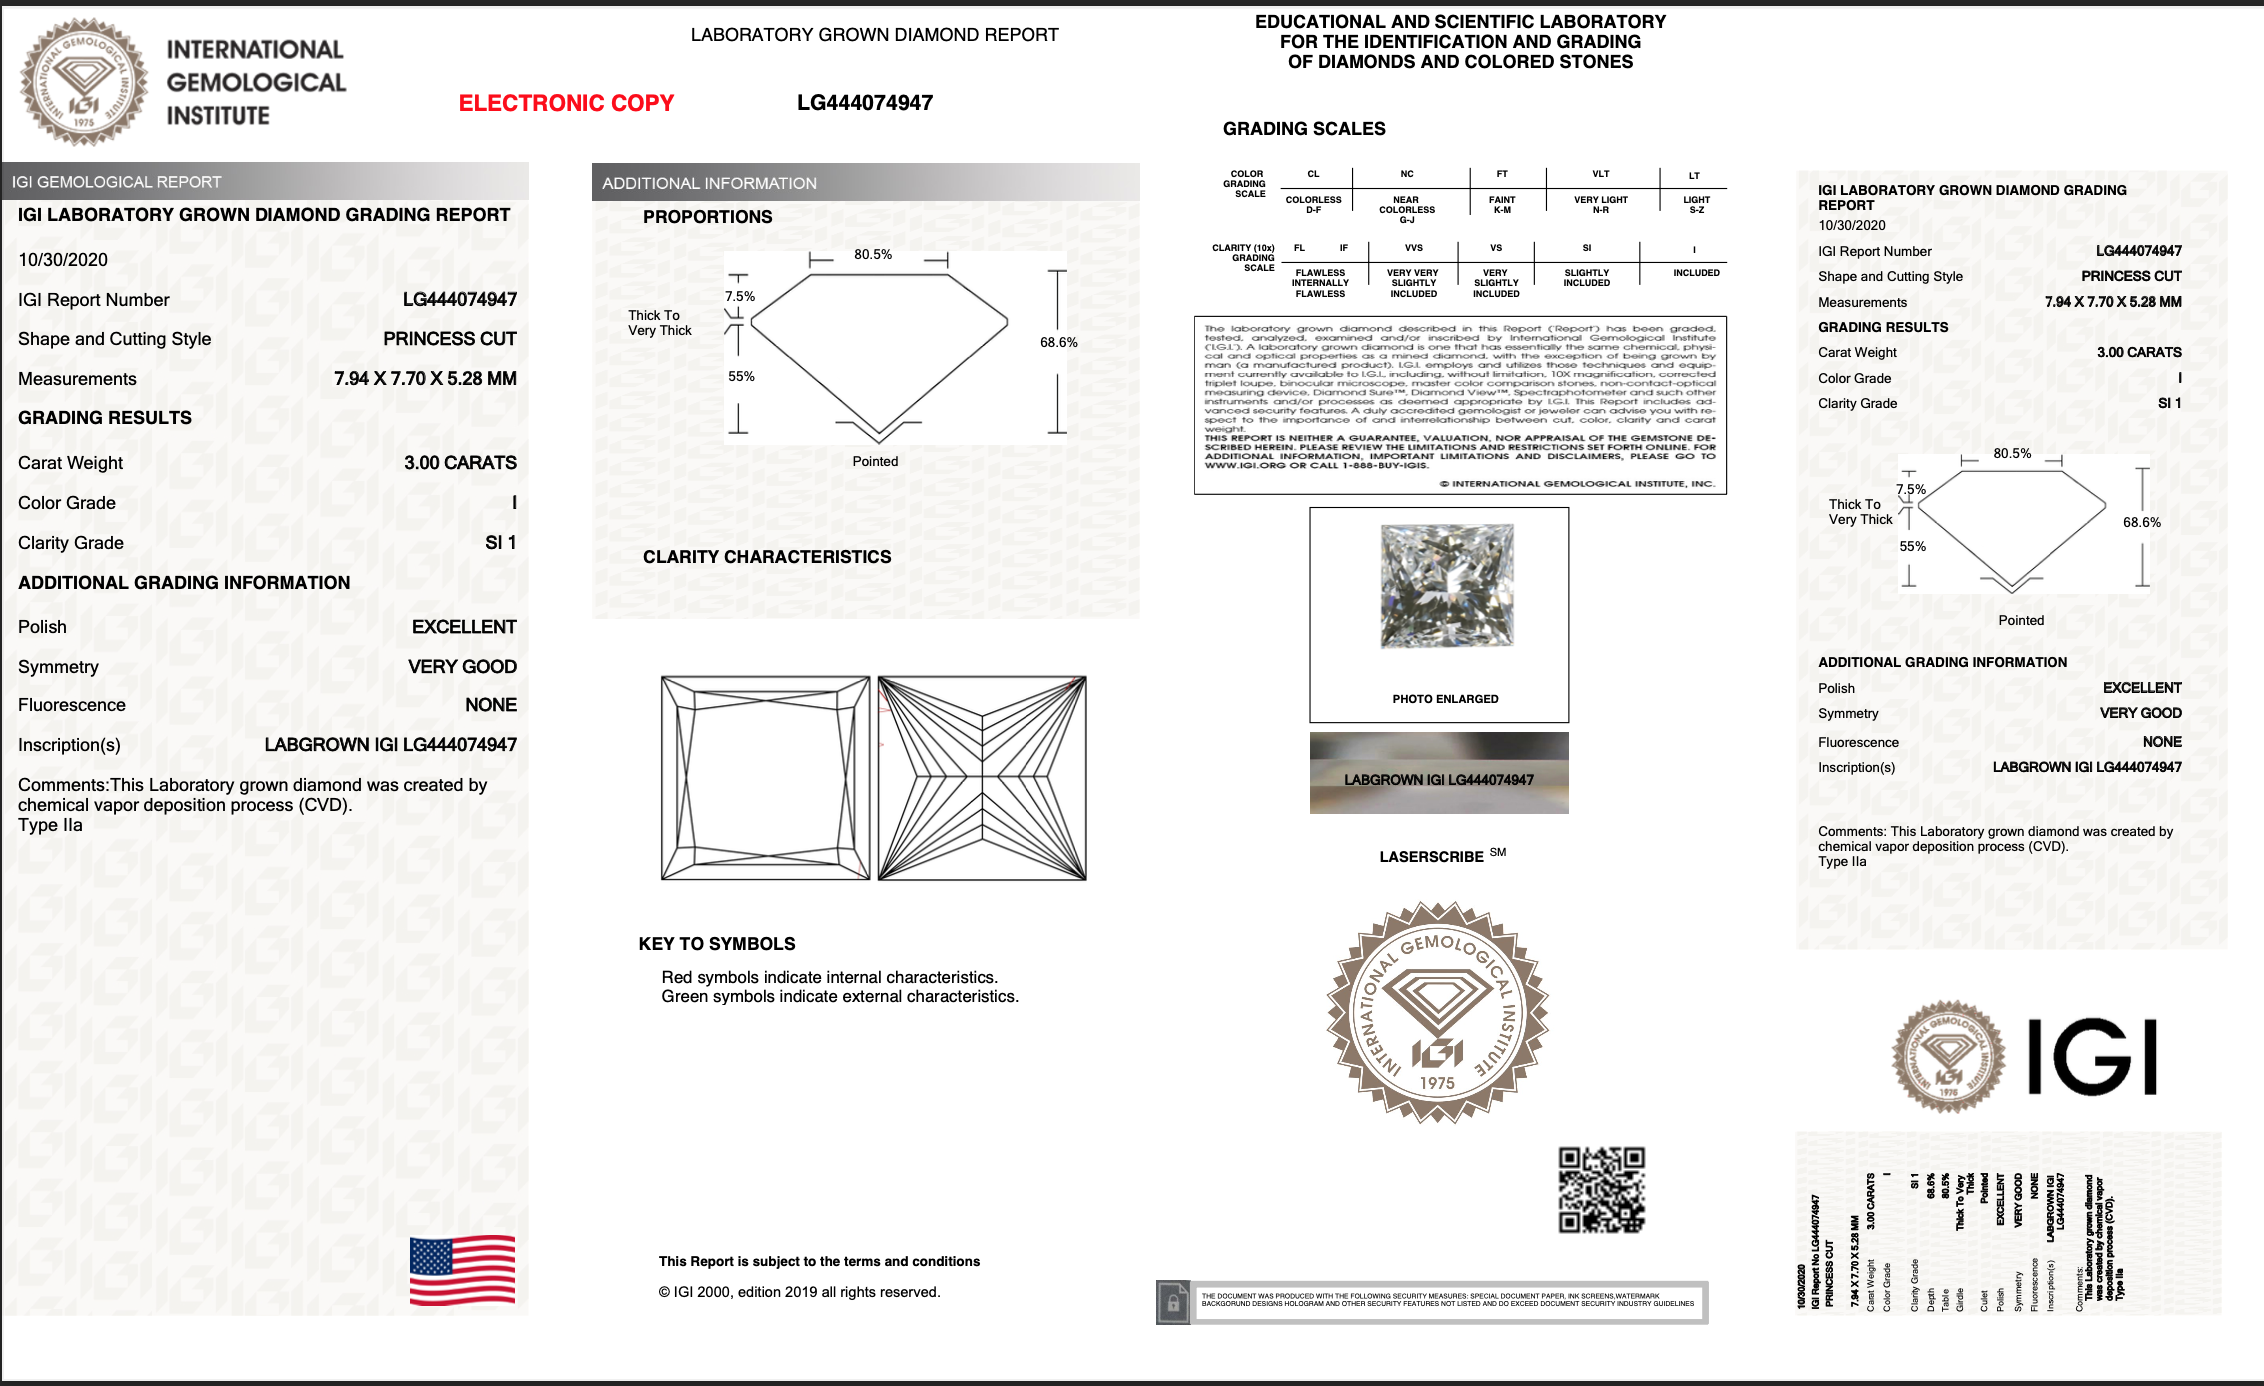 INTERNATIONAL
GEMOLOGICAL
INSTITUTE
INTERNATIONAL GEMOLOGICAL INSTITUTE
IGI
1975
LABORATORY GROWN DIAMOND REPORT
ELECTRONIC COPY
LG444074947
IGI GEMOLOGICAL REPORT
IGI LABORATORY GROWN DIAMOND GRADING REPORT
10/30/2020
IGI Report Number LG444074947
Shape and Cutting Style PRINCESS CUT
Measurements 7.94 X 7.70 X 5.28 MM
GRADING RESULTS
Carat Weight 3.00 CARATS
Color Grade I
Clarity Grade SI 1
ADDITIONAL GRADING INFORMATION
Polish EXCELLENT
Symmetry VERY GOOD
Fluorescence NONE
Inscription(s) LABGROWN IGI LG444074947
Comments:This Laboratory grown diamond was created by
chemical vapor deposition process (CVD).
Type IIa
ADDITIONAL INFORMATION
PROPORTIONS
80.5%
7.5%
Thick To
Very Thick
68.6%
55%
Pointed
CLARITY CHARACTERISTICS
KEY TO SYMBOLS
Red symbols indicate internal characteristics.
Green symbols indicate external characteristics.
This Report is subject to the terms and conditions
© IGI 2000, edition 2019 all rights reserved.
EDUCATIONAL AND SCIENTIFIC LABORATORY
FOR THE IDENTIFICATION AND GRADING
OF DIAMONDS AND COLORED STONES
GRADING SCALES
COLOR GRADING SCALE
CL NC FT VLT LT
COLORLESS D-F
NEAR COLORLESS G-J
FAINT K-M
VERY LIGHT N-R
LIGHT S-Z
CLARITY (10x) GRADING SCALE
FL IF VVS VS SI I
FLAWLESS INTERNALLY FLAWLESS
VERY VERY SLIGHTLY INCLUDED
VERY SLIGHTLY INCLUDED
SLIGHTLY INCLUDED
INCLUDED
The laboratory grown diamond described in this Report ('Report') has been graded,
tested, analyzed, examined and/or inscribed by International Gemological Institute
('I.G.I.'). A laboratory grown diamond is one that has essentially the same chemical, physi-
cal and optical properties as a mined diamond, with the exception of being grown by
man (a manufactured product). I.G.I. employs and utilizes those techniques and equip-
ment currently available to I.G.I., including, without limitation, 10X magnification, corrected
triplet loupe, binocular microscope, master color comparison stones, non-contact-optical
measuring device, Diamond Sure™, Diamond View™, Spectraphotometer and such other
instruments and/or processes as deemed appropriate by I.G.I. This Report includes ad-
vanced security features. A duly accredited gemologist or jeweler can advise you with re-
spect to the importance of and interrelationship between cut, color, clarity and carat
weight.
THIS REPORT IS NEITHER A GUARANTEE, VALUATION, NOR APPRAISAL OF THE GEMSTONE DE-
SCRIBED HEREIN. PLEASE REVIEW THE LIMITATIONS AND RESTRICTIONS SET FORTH ONLINE. FOR
ADDITIONAL INFORMATION, IMPORTANT LIMITATIONS AND DISCLAIMERS, PLEASE GO TO
WWW.IGI.ORG OR CALL 1-888-BUY-IGIS.
© INTERNATIONAL GEMOLOGICAL INSTITUTE, INC.
PHOTO ENLARGED
LABGROWN IGI LG444074947
LASERSCRIBE SM
INTERNATIONAL GEMOLOGICAL INSTITUTE
IGI
1975
THE DOCUMENT WAS PRODUCED WITH THE FOLLOWING SECURITY MEASURES: SPECIAL DOCUMENT PAPER, INK SCREENS,WATERMARK
BACKGORUND DESIGNS HOLOGRAM AND OTHER SECURITY FEATURES NOT LISTED AND DO EXCEED DOCUMENT SECURITY INDUSTRY GUIDELINES
IGI LABORATORY GROWN DIAMOND GRADING
REPORT
10/30/2020
IGI Report Number LG444074947
Shape and Cutting Style PRINCESS CUT
Measurements 7.94 X 7.70 X 5.28 MM
GRADING RESULTS
Carat Weight 3.00 CARATS
Color Grade I
Clarity Grade SI 1
80.5%
7.5%
Thick To
Very Thick
68.6%
55%
Pointed
ADDITIONAL GRADING INFORMATION
Polish EXCELLENT
Symmetry VERY GOOD
Fluorescence NONE
Inscription(s) LABGROWN IGI LG444074947
Comments: This Laboratory grown diamond was created by
chemical vapor deposition process (CVD).
Type IIa
INTERNATIONAL GEMOLOGICAL INSTITUTE
IGI
1975
IGI
10/30/2020
IGI Report No LG444074947
PRINCESS CUT
7.94 X 7.70 X 5.28 MM
Carat Weight 3.00 CARATS
Color Grade I
Clarity Grade SI 1
Depth 68.6%
Table 80.5%
Girdle Thick To Very
Thick
Culet Pointed
Polish EXCELLENT
Symmetry VERY GOOD
Fluorescence NONE
Inscription(s) LABGROWN IGI
LG444074947
Comments:
This Laboratory grown diamond
was created by chemical vapor
deposition process (CVD).
Type IIa